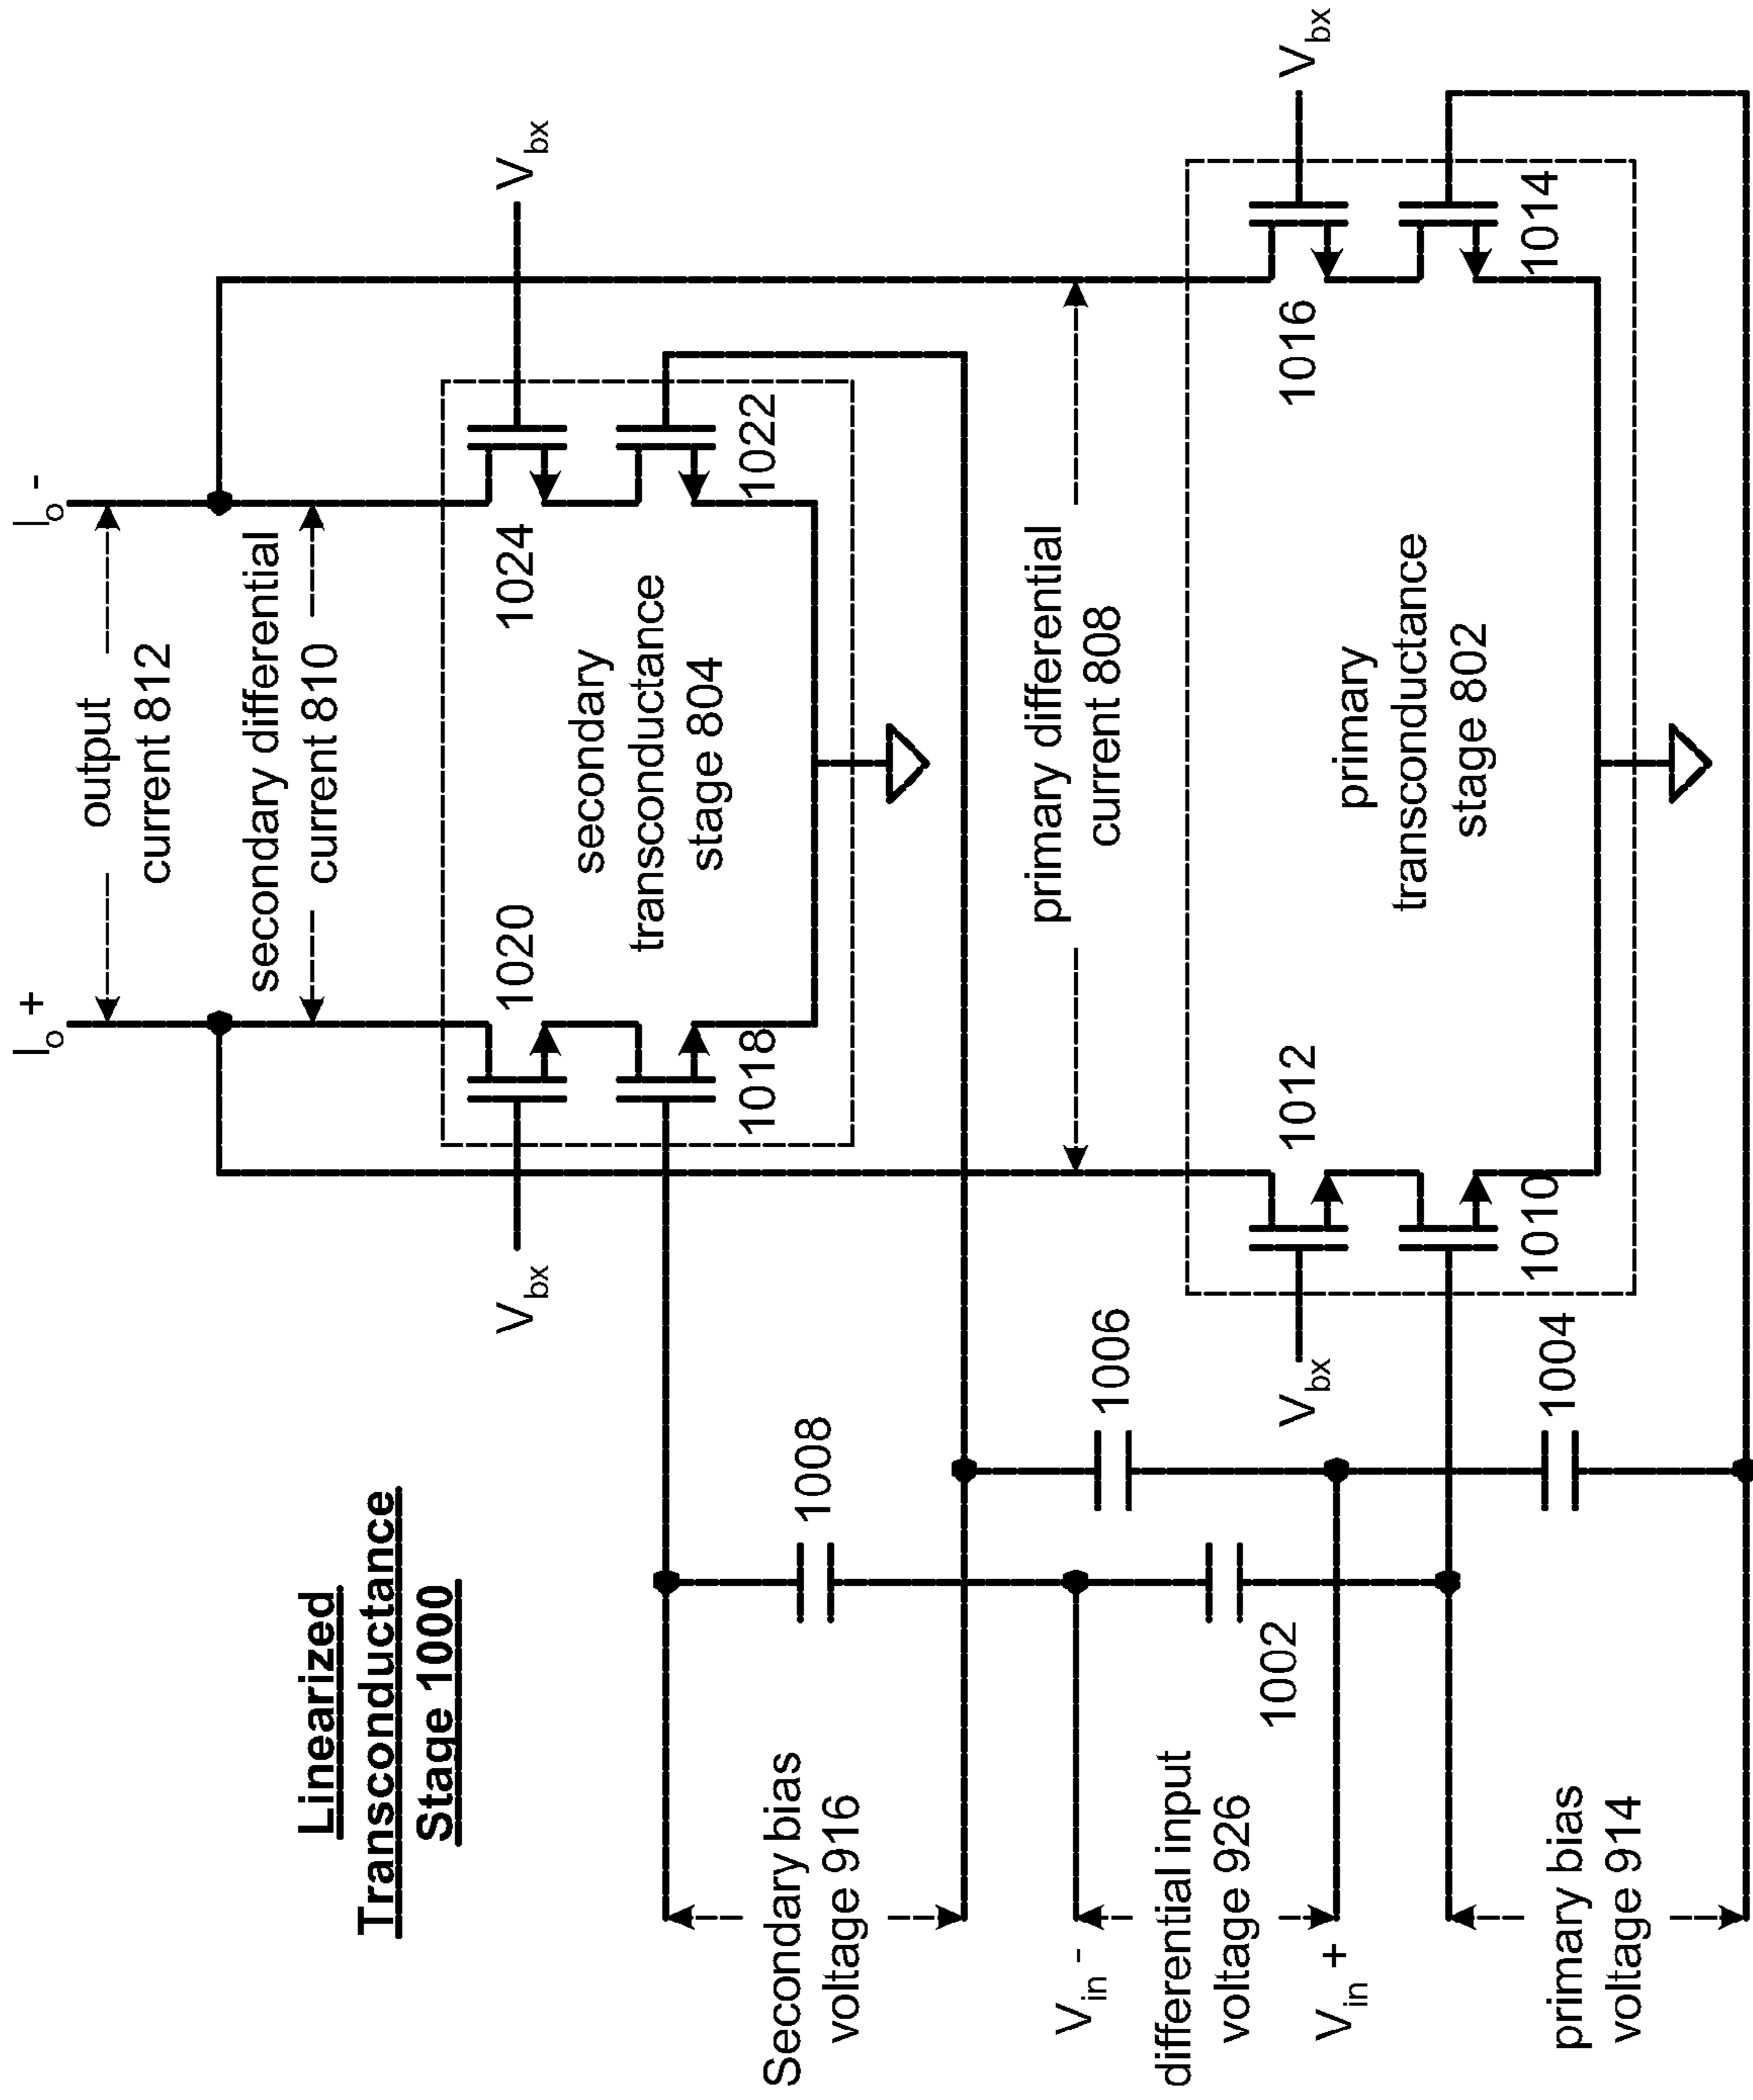 Linearized
Transconductance
Stage 1000
I_o +
I_o -
output
current 812
secondary differential
current 810
V_bx
V_bx
1020
1024
1018
1022
secondary
transconductance
stage 804
Secondary bias
voltage 916
1008
1006
primary differential
current 808
V_in -
differential input
voltage 926
V_in +
1002
1004
V_bx
V_bx
1012
1016
1010
1014
primary
transconductance
stage 802
primary bias
voltage 914